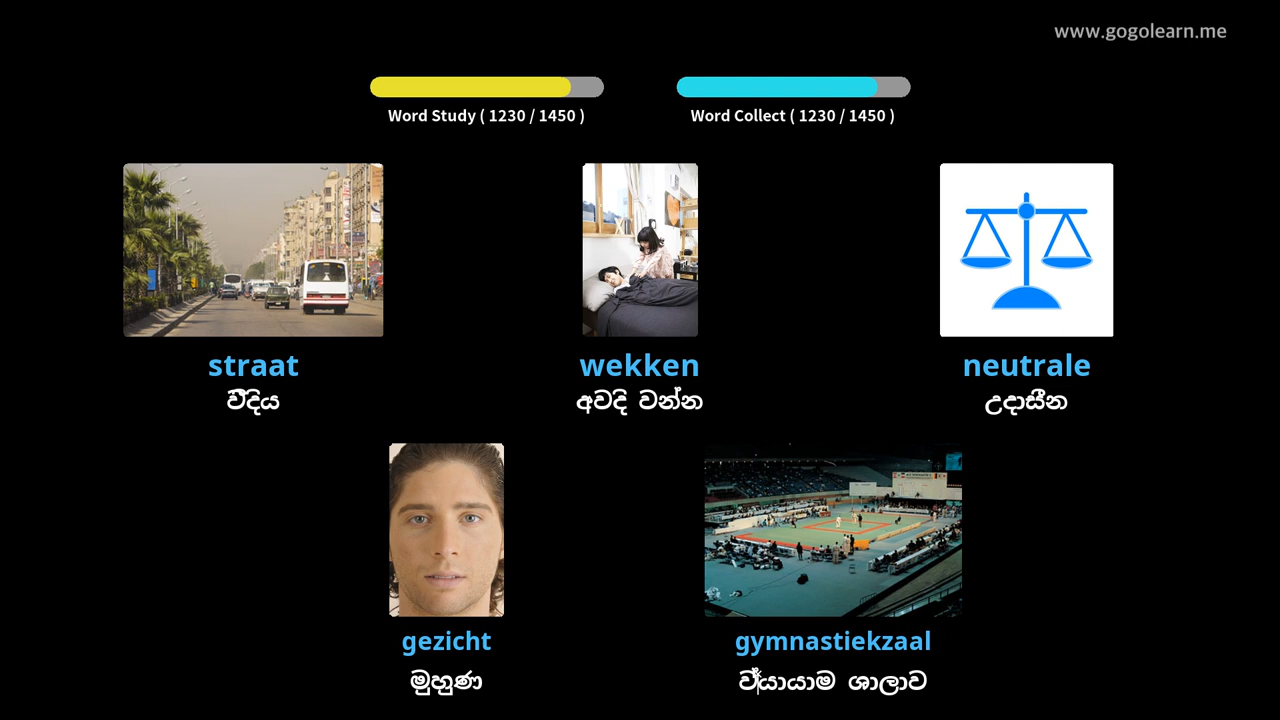 www.gogolearn.me
Word Study ( 1230 / 1450 )
Word Collect ( 1230 / 1450 )
straat
වීදිය
wekken
අවදි වන්න
neutrale
උදාසීන
gezicht
මුහුණ
gymnastiekzaal
ව්යායාම ශාලාව